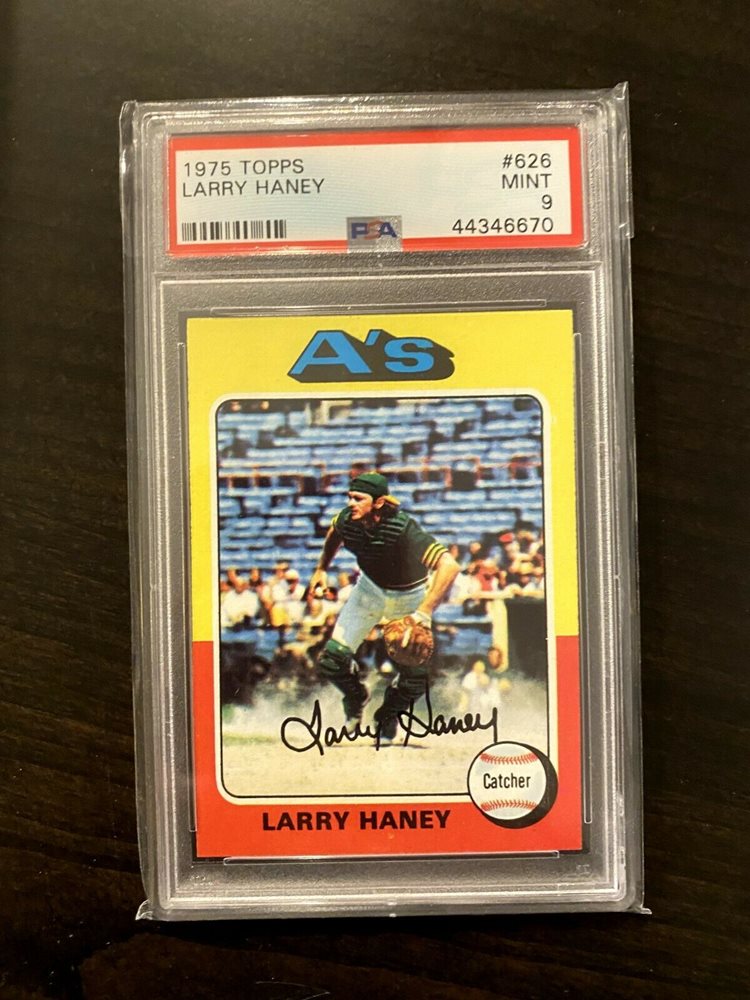 1975 TOPPS #626
LARRY HANEY MINT
9
PSA 44346670
A's
Larry Haney
Catcher
LARRY HANEY